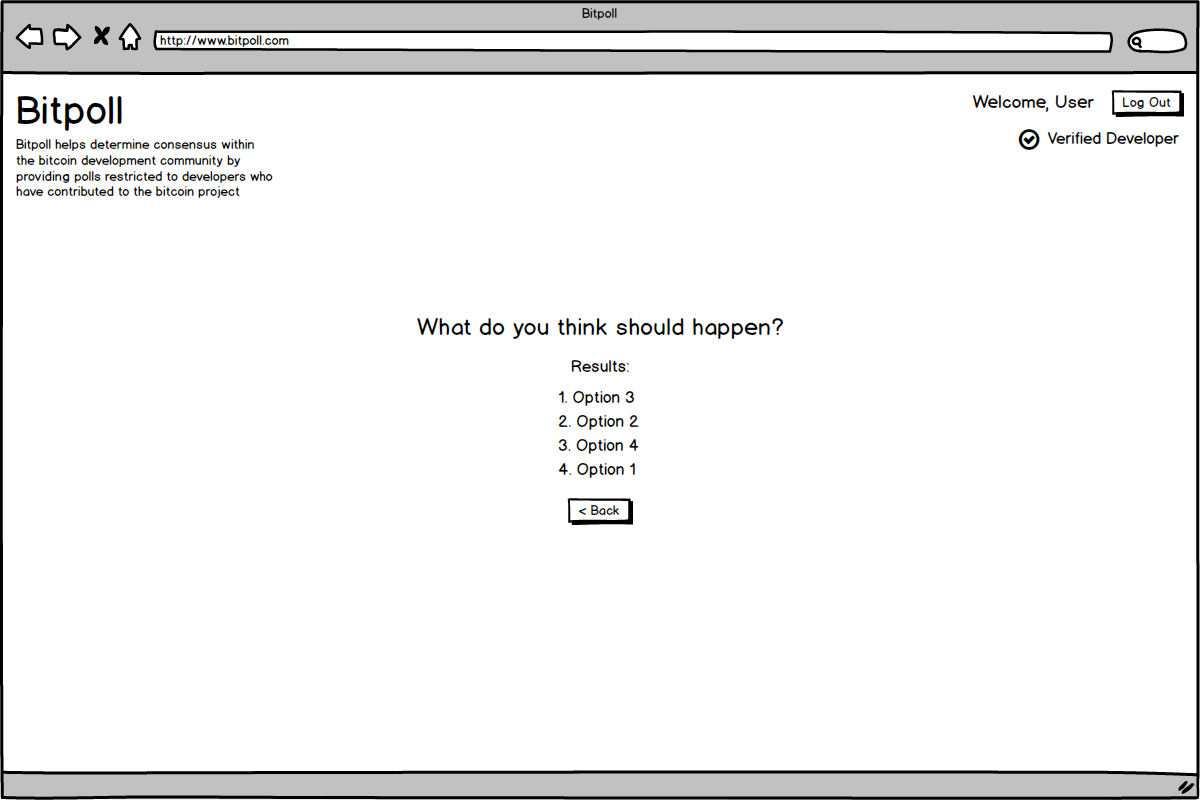 Bitpoll
http://www.bitpoll.com
Bitpoll
Welcome, User
Log Out
Verified Developer
Bitpoll helps determine consensus within
the bitcoin development community by
providing polls restricted to developers who
have contributed to the bitcoin project
What do you think should happen?
Results:
1. Option 3
2. Option 2
3. Option 4
4. Option 1
< Back